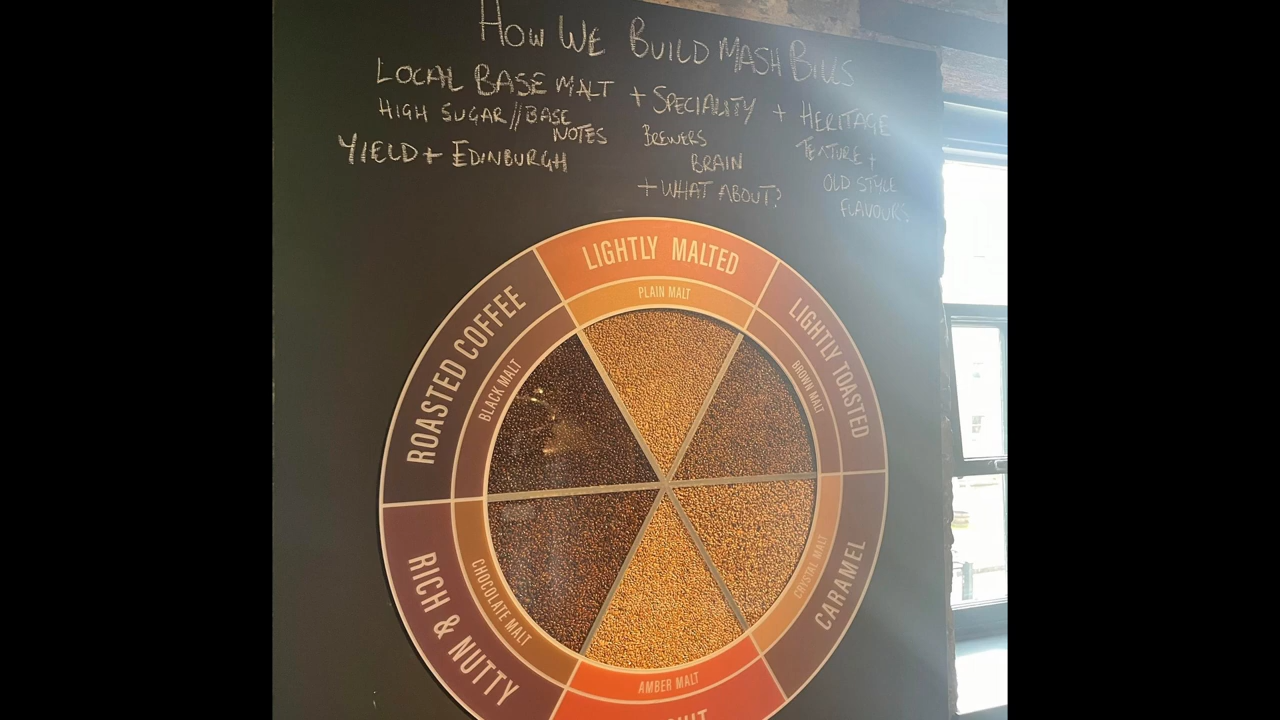 HOW WE BUILD MASH BILLS
LOCAL BASE MALT + SPECIALITY + HERITAGE
HIGH SUGAR//BASE NOTES
YIELD + EDINBURGH
BREWERS
BRAIN
+ WHAT ABOUT?
TEXTURE +
OLD STYLE
FLAVOURS
LIGHTLY MALTED
PLAIN MALT
LIGHTLY TOASTED
BROWN MALT
CARAMEL
CRYSTAL MALT
AMBER MALT
RICH & NUTTY
CHOCOLATE MALT
ROASTED COFFEE
BLACK MALT